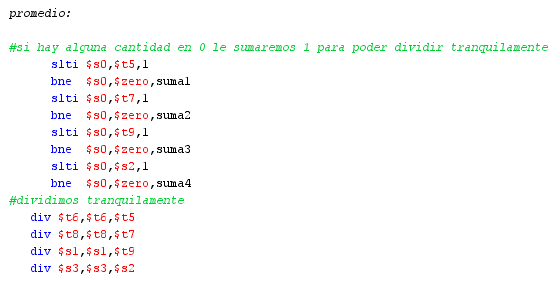 promedio:
#si hay alguna cantidad en 0 le sumaremos 1 para poder dividir tranquilamente
slti $s0,$t5,1
bne $s0,$zero,suma1
slti $s0,$t7,1
bne $s0,$zero,suma2
slti $s0,$t9,1
bne $s0,$zero,suma3
slti $s0,$s2,1
bne $s0,$zero,suma4
#dividimos tranquilamente
div $t6,$t6,$t5
div $t8,$t8,$t7
div $s1,$s1,$t9
div $s3,$s3,$s2